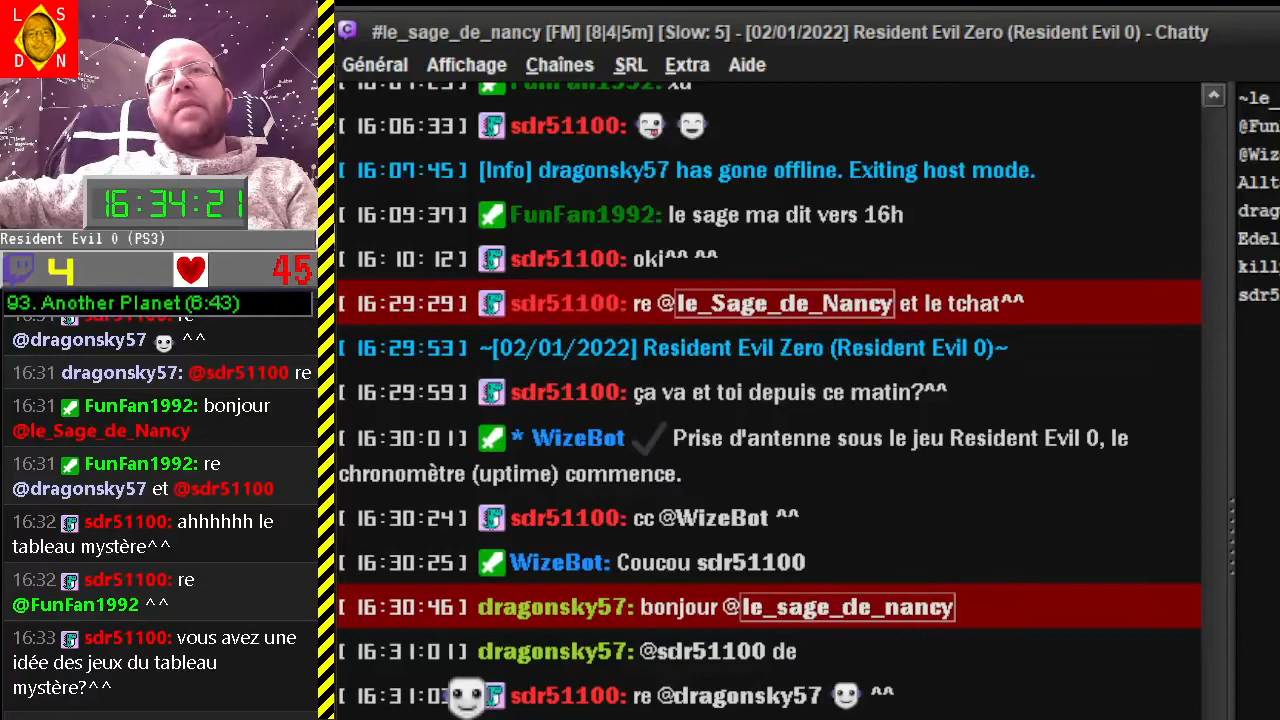 L S
D N
16:34:21
Resident Evil 0 (PS3)
4 45
93. Another Planet (6:43)
@dragonsky57 ^^
16:31 dragonsky57: @sdr51100 re
16:31 FunFan1992: bonjour
@le_Sage_de_Nancy
16:31 FunFan1992: re
@dragonsky57 et @sdr51100
16:32 sdr51100: ahhhhhh le
tableau mystère^^
16:32 sdr51100: re
@FunFan1992 ^^
16:33 sdr51100: vous avez une
idée des jeux du tableau
mystère?^^
#le_sage_de_nancy [FM] [8|4|5m] [Slow: 5] - [02/01/2022] Resident Evil Zero (Resident Evil 0) - Chatty
Général Affichage Chaînes SRL Extra Aide
[ 16:06:33] sdr51100:
[ 16:07:45] [Info] dragonsky57 has gone offline. Exiting host mode.
[ 16:09:37] FunFan1992: le sage ma dit vers 16h
[ 16:10:12] sdr51100: oki^^ ^^
[ 16:29:29] sdr51100: re @le_Sage_de_Nancy et le tchat^^
[ 16:29:53] ~[02/01/2022] Resident Evil Zero (Resident Evil 0)~
[ 16:29:59] sdr51100: ça va et toi depuis ce matin?^^
[ 16:30:01] * WizeBot Prise d'antenne sous le jeu Resident Evil 0, le
chronomètre (uptime) commence.
[ 16:30:24] sdr51100: cc @WizeBot ^^
[ 16:30:25] WizeBot: Coucou sdr51100
[ 16:30:46] dragonsky57: bonjour @le_sage_de_nancy
[ 16:31:01] dragonsky57: @sdr51100 de
sdr51100: re @dragonsky57 ^^
~le_
@Fun
@Wiz
Allt
drag
Edel
kill
sdr5